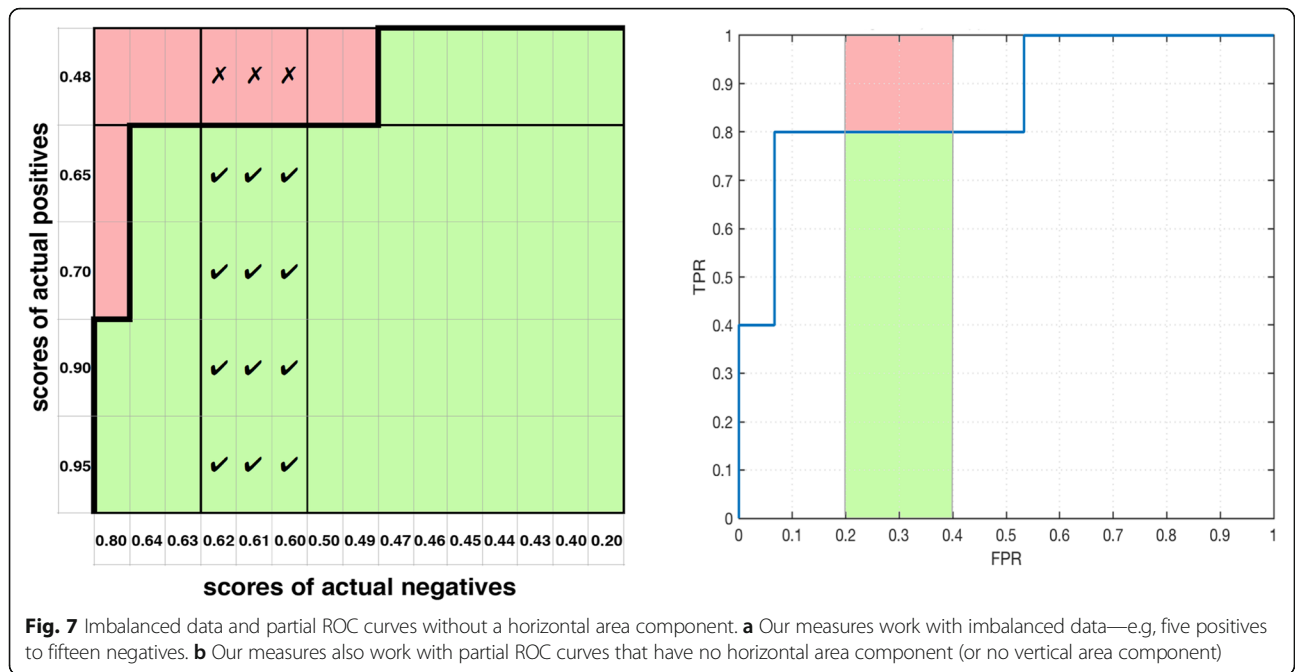 scores of actual positives
0.48
✗ ✗ ✗
0.65
✔ ✔ ✔
0.70
✔ ✔ ✔
0.90
✔ ✔ ✔
0.95
✔ ✔ ✔
0.80 0.64 0.63 0.62 0.61 0.60 0.50 0.49 0.47 0.46 0.45 0.44 0.43 0.40 0.20
scores of actual negatives
TPR
1
0.9
0.8
0.7
0.6
0.5
0.4
0.3
0.2
0.1
0
0 0.1 0.2 0.3 0.4 0.5 0.6 0.7 0.8 0.9 1
FPR
Fig. 7 Imbalanced data and partial ROC curves without a horizontal area component. a Our measures work with imbalanced data—e.g, five positives
to fifteen negatives. b Our measures also work with partial ROC curves that have no horizontal area component (or no vertical area component)